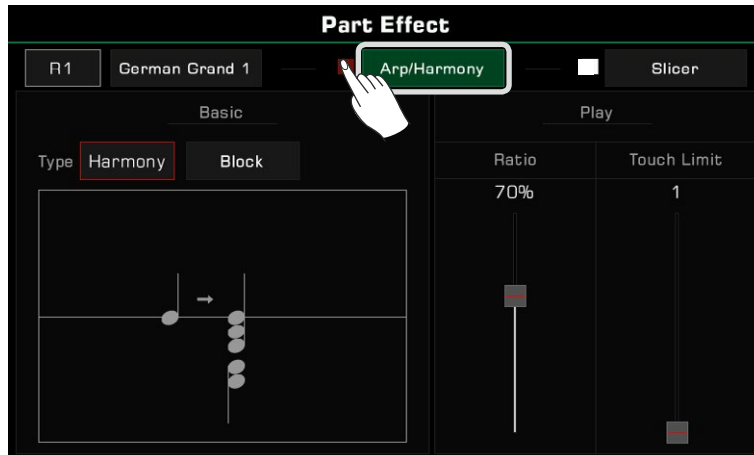 Part Effect
R1 German Grand 1 Arp/Harmony Slicer
Basic
Play
Type Harmony Block
Ratio Touch Limit
70% 1